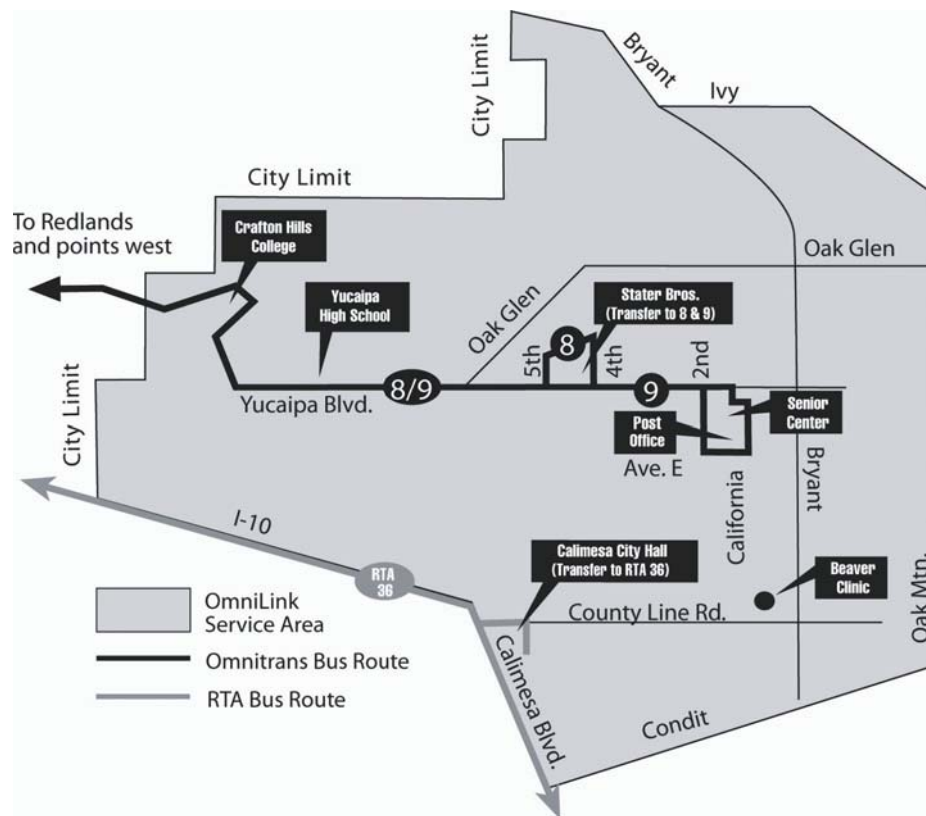 Bryant
Ivy
City Limit
City Limit
To Redlands
and points west
Crafton Hills
College
Oak Glen
Yucaipa
High School
Stater Bros.
(Transfer to 8 & 9)
Oak Glen
8
5th
4th
2nd
8/9
9
Yucaipa Blvd.
City Limit
Senior
Center
Post
Office
Ave. E
California
Bryant
I-10
RTA
36
Calimesa City Hall
(Transfer to RTA 36)
Beaver
Clinic
Oak Mtn.
County Line Rd.
OmniLink
Service Area
Omnitrans Bus Route
RTA Bus Route
Calimesa Blvd.
Condit